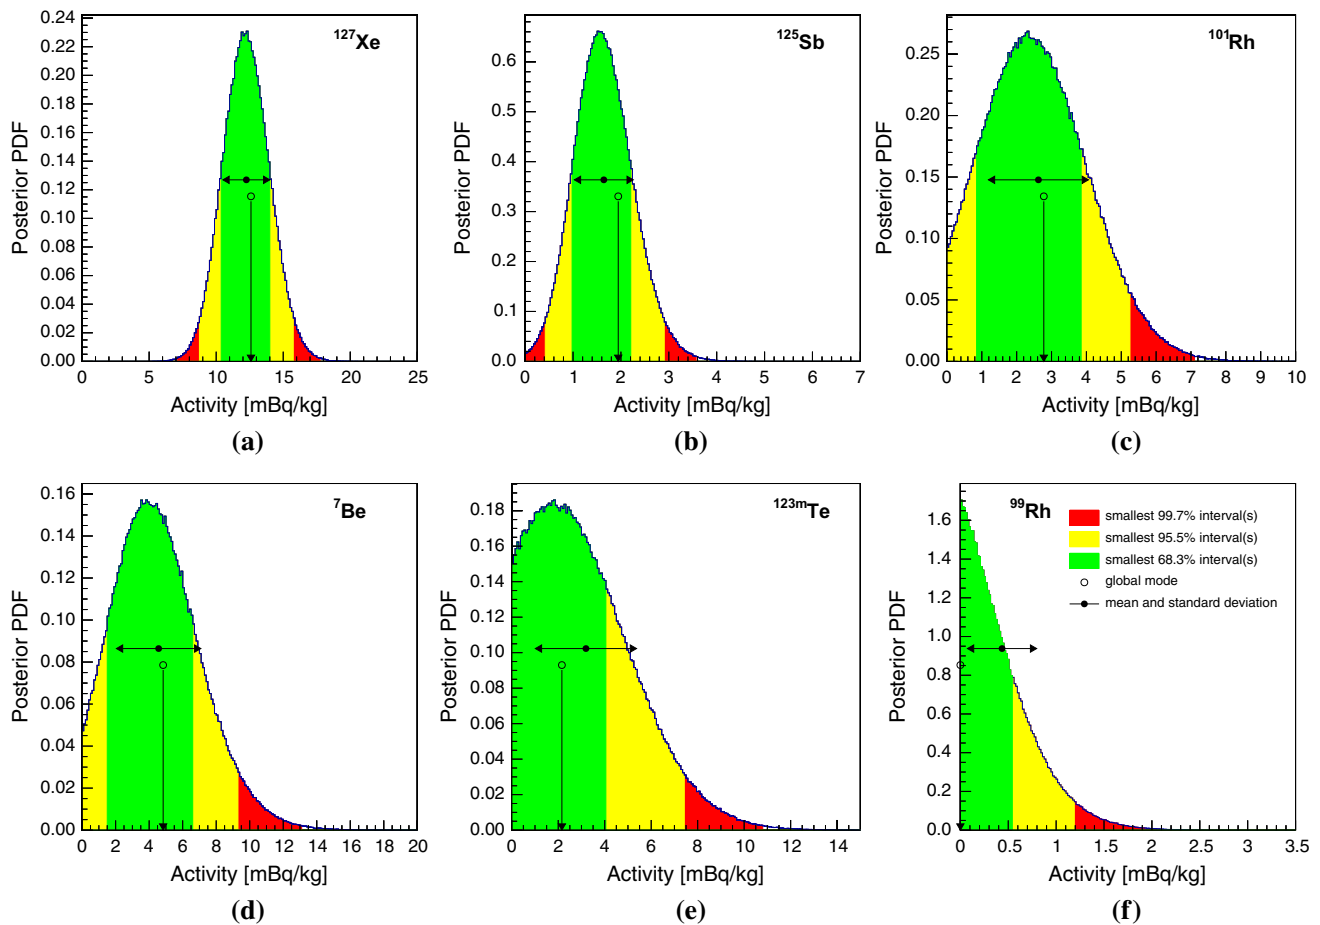 0.24
0.22
0.20
0.18
0.16
0.14
0.12
0.10
0.08
0.06
0.04
0.02
0.00
0 5 10 15 20 25
Posterior PDF
Activity [mBq/kg]
¹²⁷Xe
(a)
0.6
0.5
0.4
0.3
0.2
0.1
0.0
0 1 2 3 4 5 6 7
Posterior PDF
Activity [mBq/kg]
¹²⁵Sb
(b)
0.25
0.20
0.15
0.10
0.05
0.00
0 1 2 3 4 5 6 7 8 9 10
Posterior PDF
Activity [mBq/kg]
¹⁰¹Rh
(c)
0.16
0.14
0.12
0.10
0.08
0.06
0.04
0.02
0.00
0 2 4 6 8 10 12 14 16 18 20
Posterior PDF
Activity [mBq/kg]
⁷Be
(d)
0.18
0.16
0.14
0.12
0.10
0.08
0.06
0.04
0.02
0.00
0 2 4 6 8 10 12 14
Posterior PDF
Activity [mBq/kg]
¹²³ᵐTe
(e)
1.6
1.4
1.2
1.0
0.8
0.6
0.4
0.2
0.0
0 0.5 1 1.5 2 2.5 3 3.5
Posterior PDF
Activity [mBq/kg]
⁹⁹Rh
smallest 99.7% interval(s)
smallest 95.5% interval(s)
smallest 68.3% interval(s)
global mode
mean and standard deviation
(f)